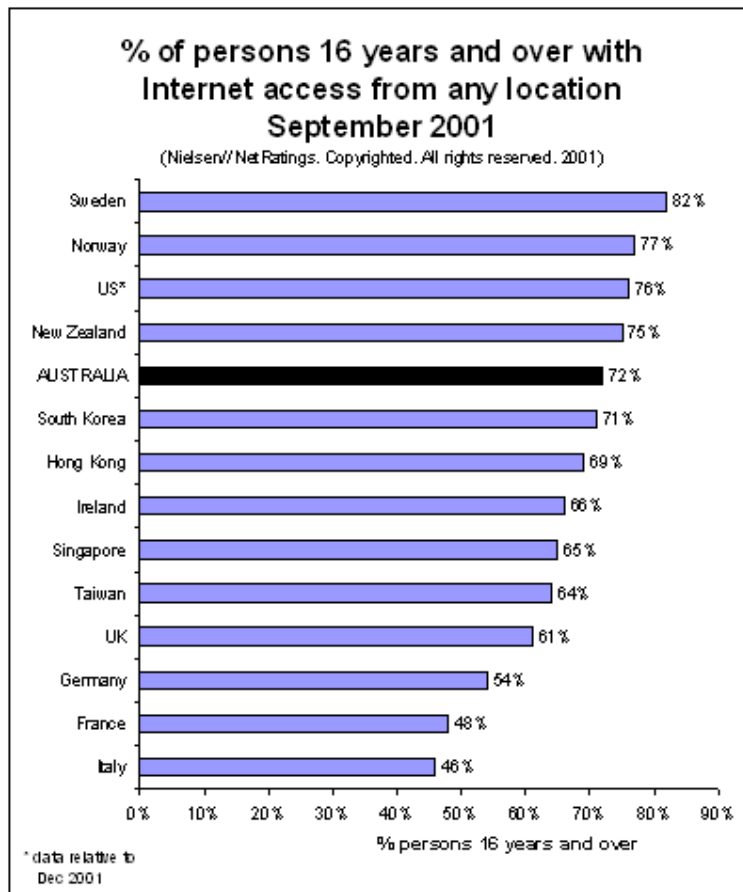 % of persons 16 years and over with
Internet access from any location
September 2001
(Nielsen//NetRatings. Copyrighted. All rights reserved. 2001)
Sweden 82%
Norway 77%
US* 76%
New Zealand 75%
AUSTRALIA 72%
South Korea 71%
Hong Kong 69%
Ireland 66%
Singapore 65%
Taiwan 64%
UK 61%
Germany 54%
France 48%
Italy 46%
0% 10% 20% 30% 40% 50% 60% 70% 80% 90%
% persons 16 years and over
* data relative to
Dec 2001